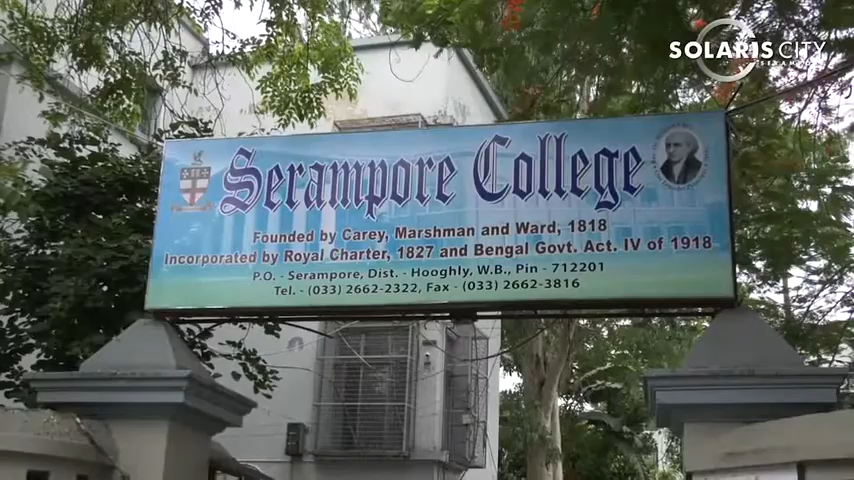 SOLARIS CITY
SERAMPORE
Serampore College
Founded by Carey, Marshman and Ward, 1818
Incorporated by Royal Charter, 1827 and Bengal Govt. Act. IV of 1918
P.O. - Serampore, Dist. - Hooghly, W.B., Pin - 712201
Tel. - (033) 2662-2322, Fax - (033) 2662-3816